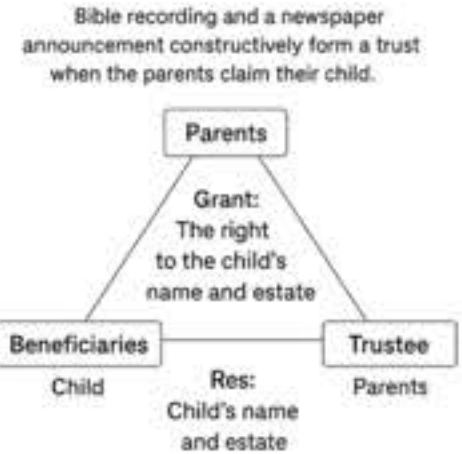 Bible recording and a newspaper
announcement constructively form a trust
when the parents claim their child.
Parents
Grant:
The right
to the child's
name and estate
Beneficiaries
Trustee
Child
Res:
Parents
Child's name
and estate